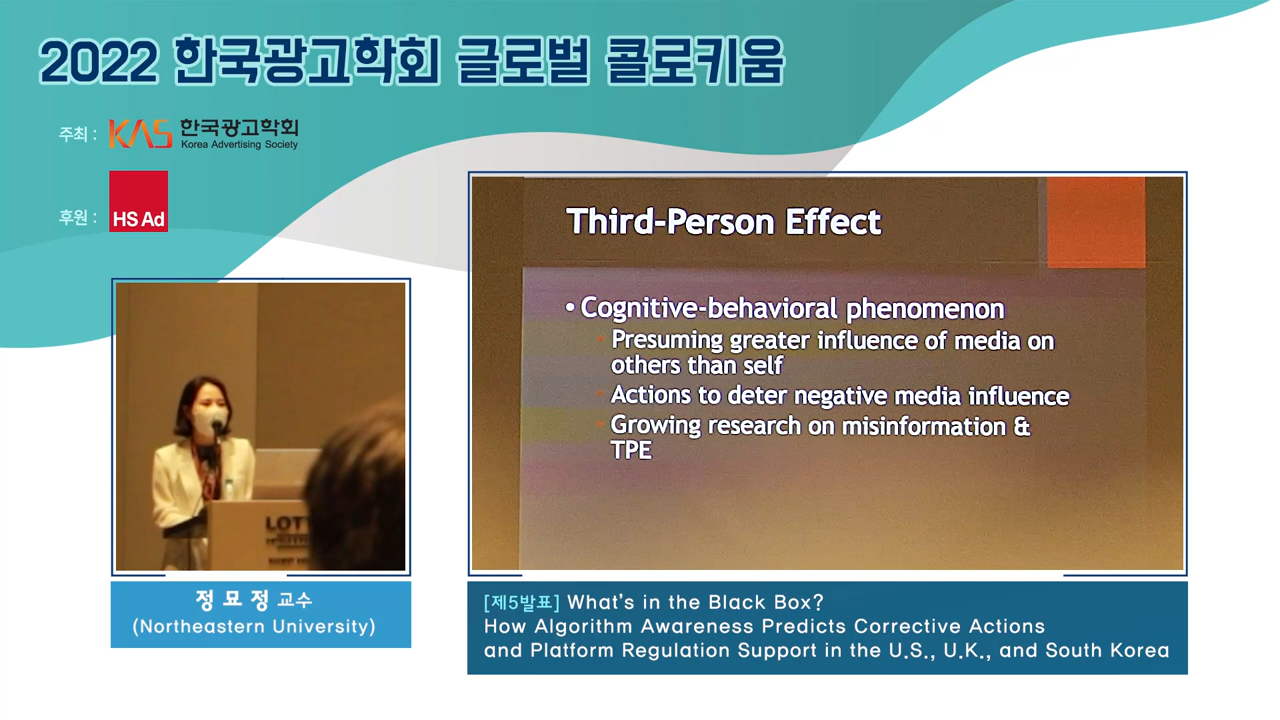 2022 한국광고학회 글로벌 콜로키움
주최 :
KAS 한국광고학회
Korea Advertising Society
후원 :
HS Ad
Third-Person Effect
• Cognitive-behavioral phenomenon
Presuming greater influence of media on
others than self
Actions to deter negative media influence
Growing research on misinformation &
TPE
정 묘 정 교수
(Northeastern University)
[제5발표] What's in the Black Box?
How Algorithm Awareness Predicts Corrective Actions
and Platform Regulation Support in the U.S., U.K., and South Korea